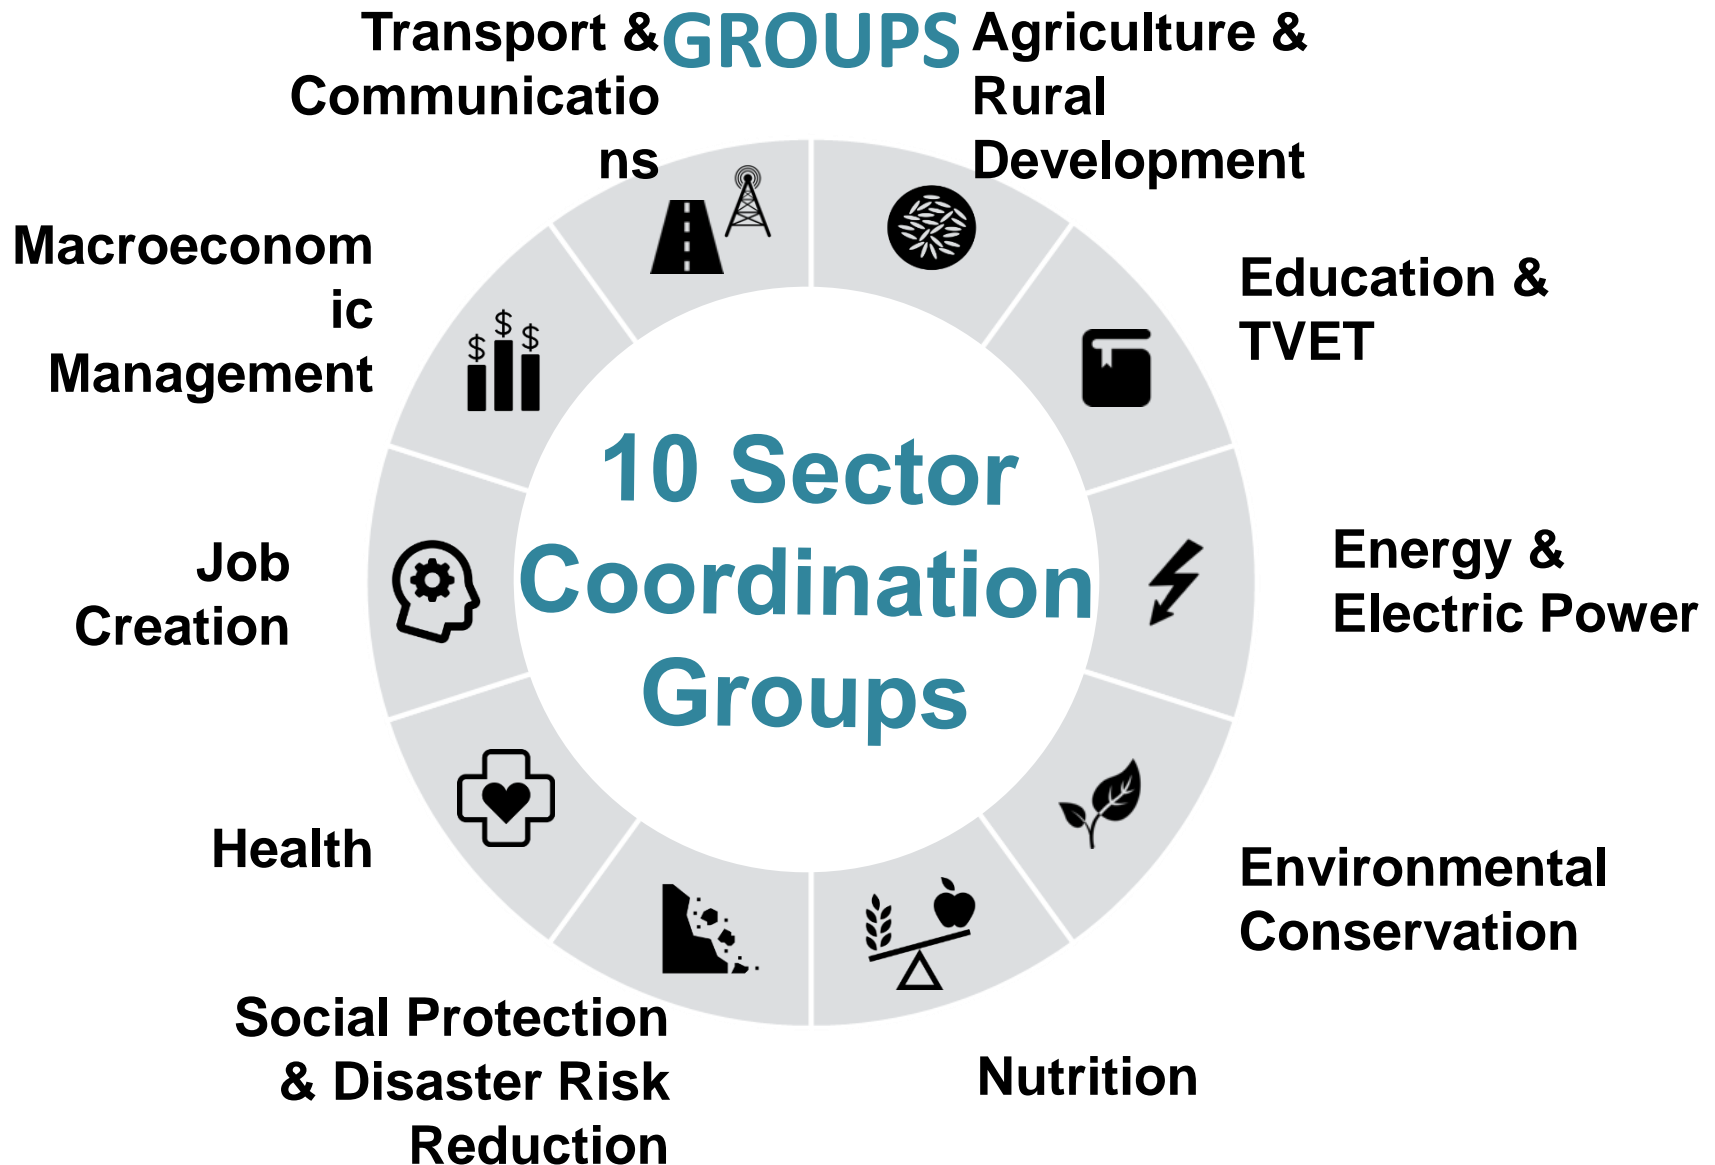 GROUPS
Transport &
Communicatio
ns
Agriculture &
Rural
Development
Macroeconom
ic
Management
Education &
TVET
$ $ $
10 Sector
Coordination
Groups
Job
Creation
Energy &
Electric Power
Health
Environmental
Conservation
Social Protection
& Disaster Risk
Reduction
Nutrition